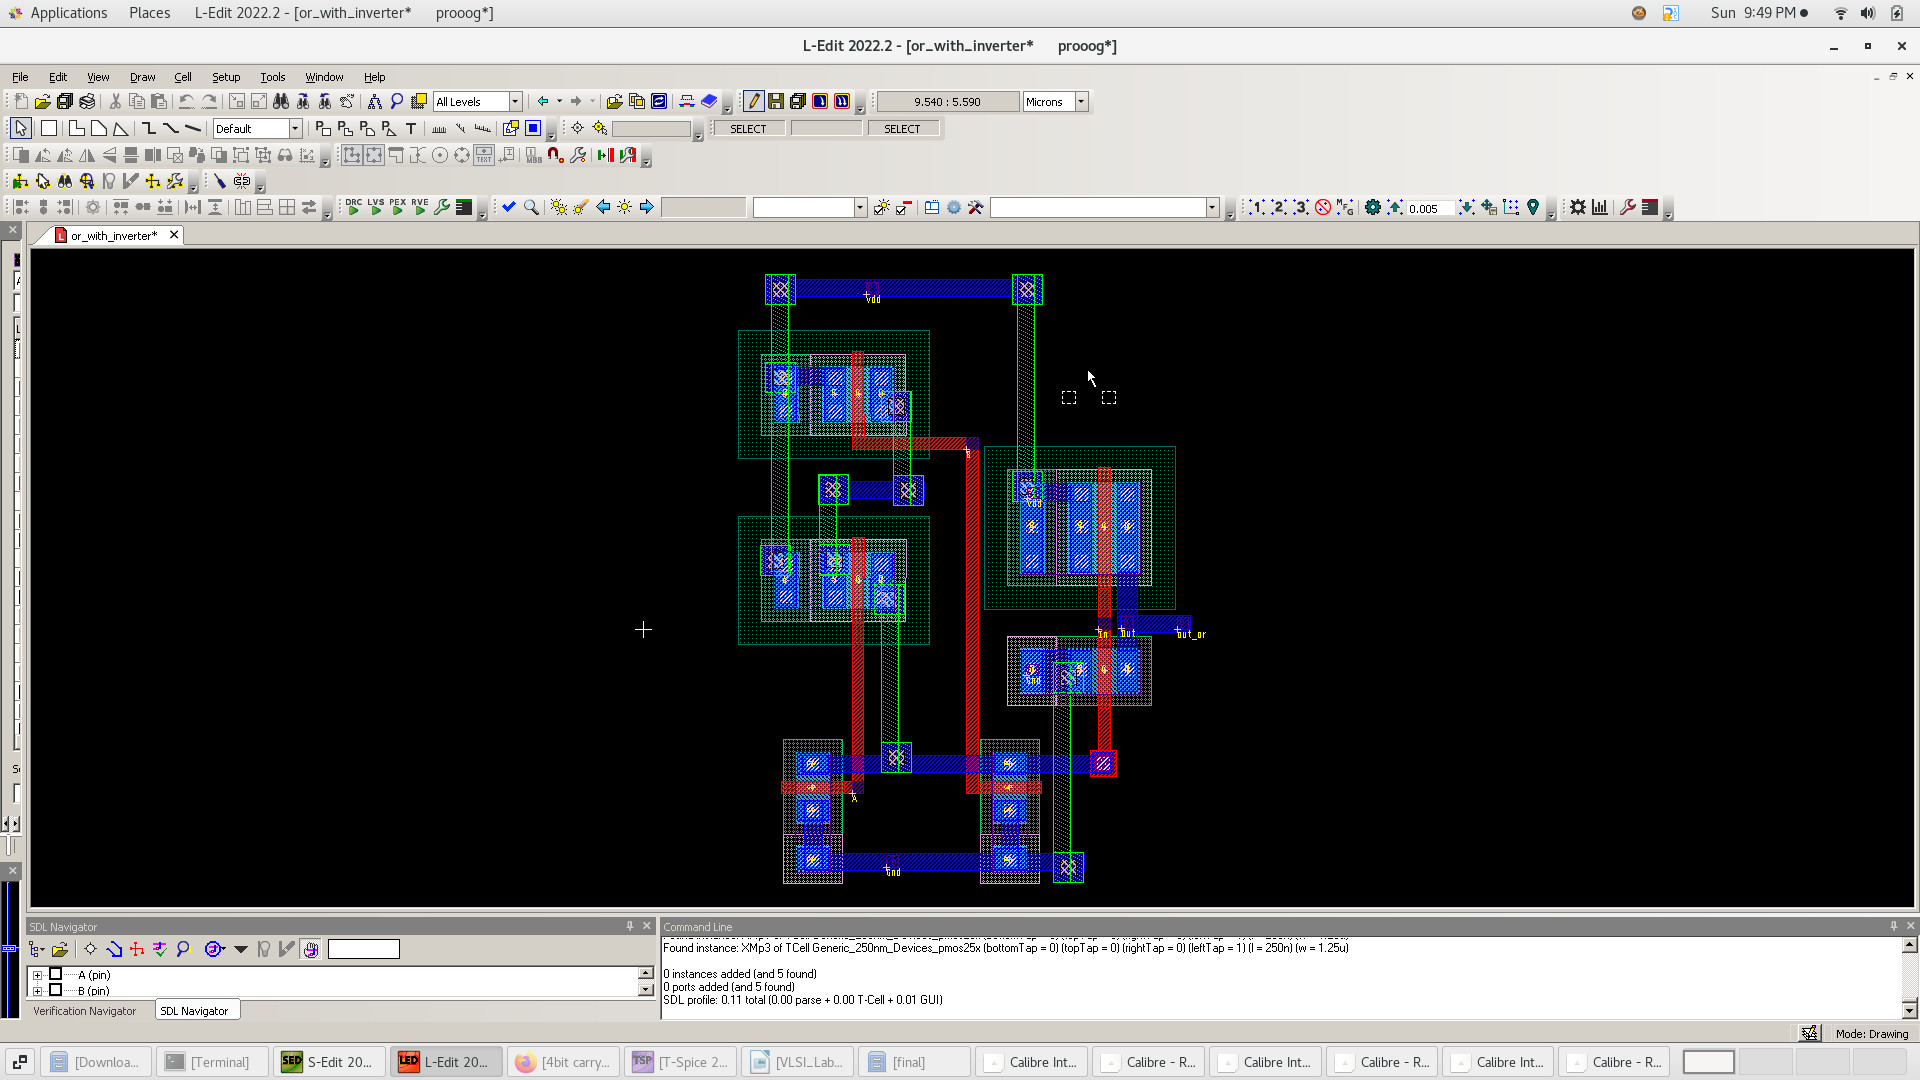 Applications Places L-Edit 2022.2 - [or_with_inverter* prooog*] Sun 9:49 PM
L-Edit 2022.2 - [or_with_inverter* prooog*]
File Edit View Draw Cell Setup Tools Window Help
All Levels 9.540 : 5.590 Microns
Default SELECT SELECT
DRC LVS PEX RVE 1 2 3 0.005
or_with_inverter*
Vdd
Vdd
In Out Out_or
Gnd
A
Gnd
SDL Navigator
Command Line
Found instance: XMp3 of TCell Generic_250nm_Devices_pmos25x (bottomTap = 0) (topTap = 0) (rightTap = 0) (leftTap = 1) (l = 250n) (w = 1.25u)
0 instances added (and 5 found)
0 ports added (and 5 found)
SDL profile: 0.11 total (0.00 parse + 0.00 T-Cell + 0.01 GUI)
A (pin)
B (pin)
Verification Navigator SDL Navigator
Mode: Drawing
[Downloa... [Terminal] S-Edit 20... L-Edit 20... [4bit carry... [T-Spice 2... [VLSI_Lab... [final] Calibre Int... Calibre - R... Calibre Int... Calibre - R... Calibre Int... Calibre - R...